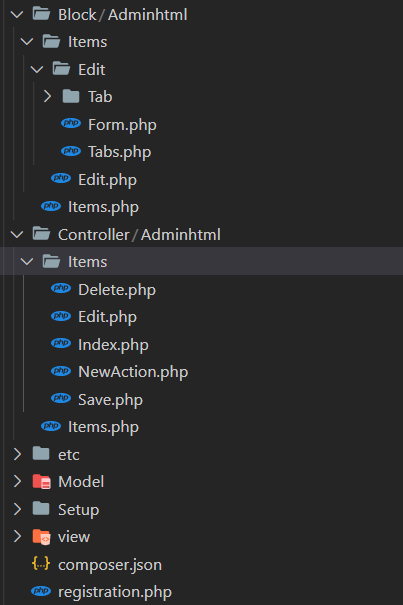 Block / Adminhtml
Items
Edit
Tab
php Form.php
php Tabs.php
php Edit.php
php Items.php
Controller / Adminhtml
Items
php Delete.php
php Edit.php
php Index.php
php NewAction.php
php Save.php
php Items.php
etc
Model
Setup
view
{..} composer.json
php registration.php